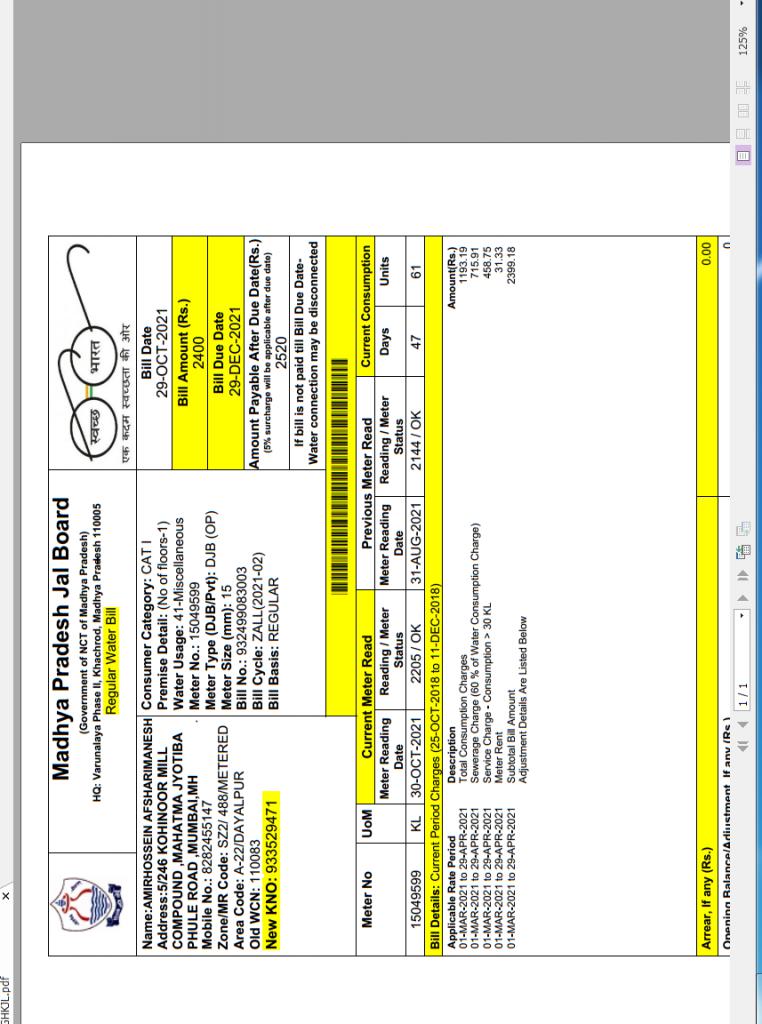 GHKJL.pdf
Madhya Pradesh Jal Board
(Government of NCT of Madhya Pradesh)
HQ: Varunalaya Phase II, Khachrod, Madhya Pradesh 110005
Regular Water Bill
स्वच्छ भारत
एक कदम स्वच्छता की ओर
Name:AMIRHOSSEIN AFSHARIMANESH
Address:5/246 KOHINOOR MILL
COMPOUND ,MAHATMA JYOTIBA
PHULE ROAD ,MUMBAI,MH
Mobile No.: 8282455147
Zone/MR Code: SZ2/ 488/METERED
Area Code: A-22/DAYALPUR
Old WCN: 110083
New KNO: 933529471
Consumer Category: CAT I
Premise Detail: (No of floors-1)
Water Usage: 41-Miscellaneous
Meter No.: 15049599
Meter Type (DJB/Pvt): DJB (OP)
Meter Size (mm): 15
Bill No.: 932499083003
Bill Cycle: ZALL(2021-02)
Bill Basis: REGULAR
Bill Date
29-OCT-2021
Bill Amount (Rs.)
2400
Bill Due Date
29-DEC-2021
Amount Payable After Due Date(Rs.)
(5% surcharge will be applicable after due date)
2520
If bill is not paid till Bill Due Date-
Water connection may be disconnected
Meter No UoM Current Meter Read Previous Meter Read Current Consumption
Meter Reading Date Reading / Meter Status Meter Reading Date Reading / Meter Status Days Units
15049599 KL 30-OCT-2021 2205 / OK 31-AUG-2021 2144 / OK 47 61
Bill Details: Current Period Charges (25-OCT-2018 to 11-DEC-2018)
Applicable Rate Period Description Amount(Rs.)
01-MAR-2021 to 29-APR-2021 Total Consumption Charges 1193.19
01-MAR-2021 to 29-APR-2021 Sewerage Charge (60 % of Water Consumption Charge) 715.91
01-MAR-2021 to 29-APR-2021 Service Charge - Consumption > 30 KL 458.75
01-MAR-2021 to 29-APR-2021 Meter Rent 31.33
01-MAR-2021 to 29-APR-2021 Subtotal Bill Amount 2399.18
Adjustment Details Are Listed Below
Arrear, If any (Rs.) 0.00
Opening Balance/Adjustment, If any (Rs.) 0
1 / 1
125%